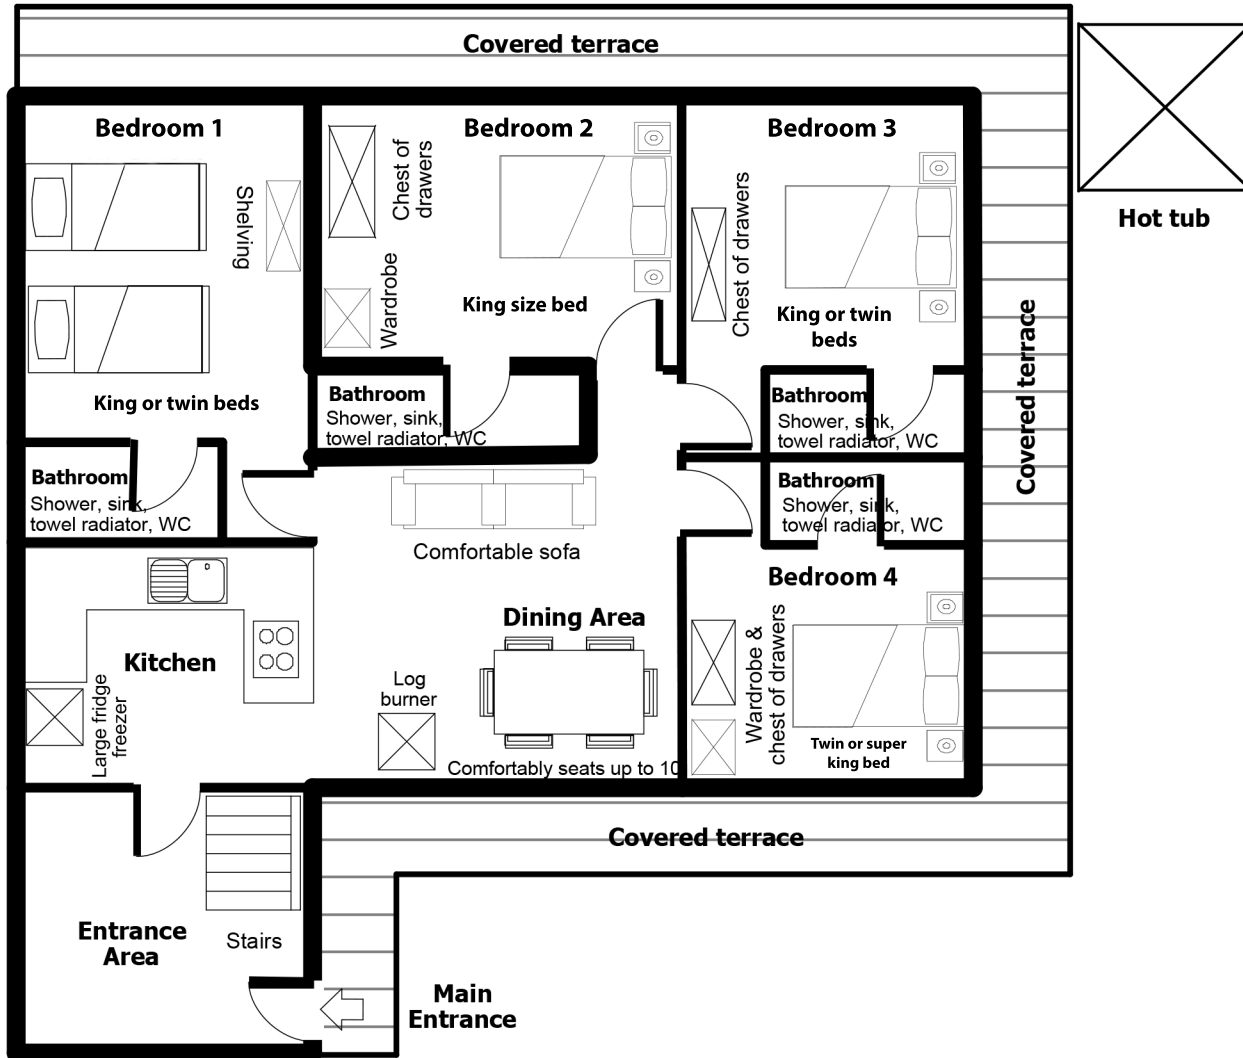 Covered terrace
Bedroom 1
Bedroom 2
Bedroom 3
Shelving
Chest of
drawers
Wardrobe
Chest of drawers
Hot tub
King size bed
King or twin
beds
King or twin beds
Covered terrace
Bathroom
Shower, sink,
towel radiator, WC
Bathroom
Shower, sink,
towel radiator, WC
Bathroom
Shower, sink,
towel radiator, WC
Bathroom
Shower, sink,
towel radiator, WC
Comfortable sofa
Bedroom 4
Dining Area
Kitchen
Large fridge
freezer
Log
burner
Wardrobe &
chest of drawers
Twin or super
king bed
Comfortably seats up to 10
Covered terrace
Entrance
Area
Stairs
Main
Entrance